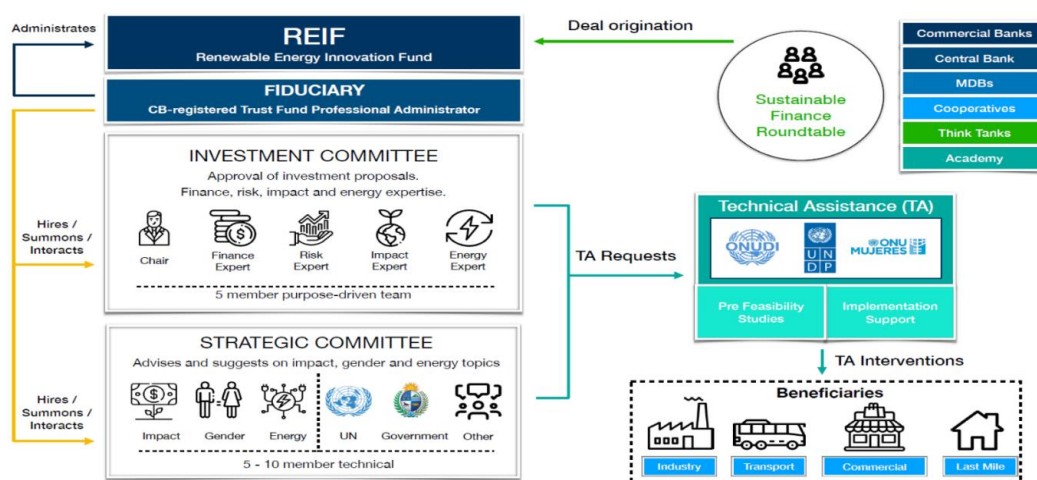 Administrates
REIF
Renewable Energy Innovation Fund
Deal origination
Sustainable
Finance
Roundtable
Commercial Banks
Central Bank
MDBs
Cooperatives
Think Tanks
Academy
FIDUCIARY
CB-registered Trust Fund Professional Administrator
Hires /
Summons /
Interacts
INVESTMENT COMMITTEE
Approval of investment proposals.
Finance, risk, impact and energy expertise.
Chair
Finance
Expert
Risk
Expert
Impact
Expert
Energy
Expert
5 member purpose-driven team
TA Requests
Technical Assistance (TA)
ONUDI
U N
D P
ONU
MUJERES
Pre Feasibility
Studies
Implementation
Support
Hires /
Summons /
Interacts
STRATEGIC COMMITTEE
Advises and suggests on impact, gender and energy topics
Impact
Gender
Energy
UN
Government
Other
5 - 10 member technical
TA Interventions
Beneficiaries
Industry
Transport
Commercial
Last Mile